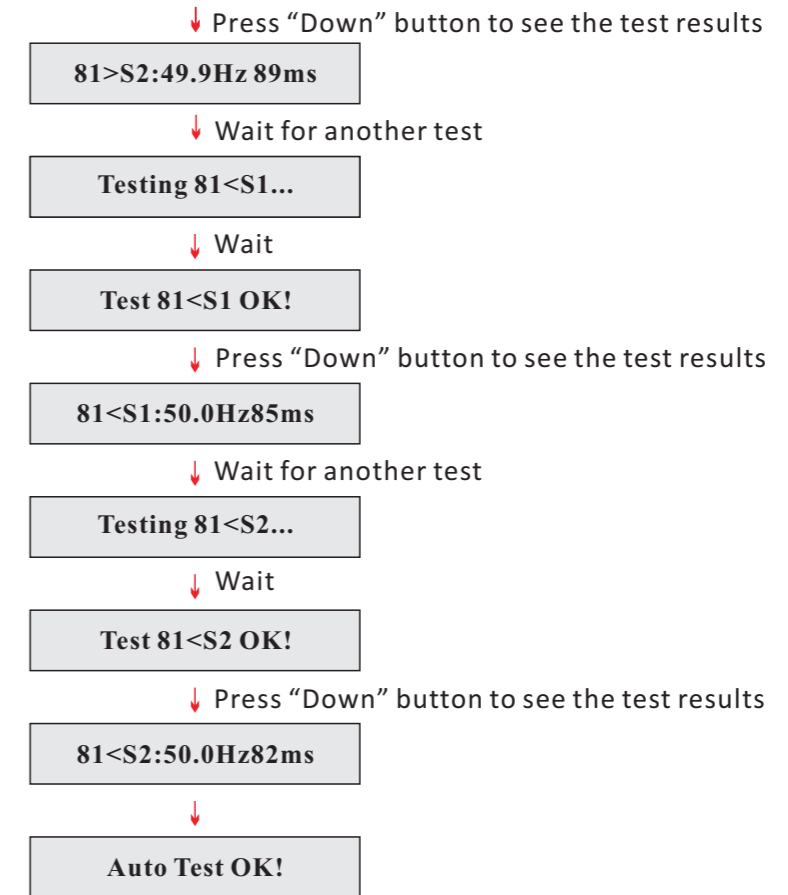 Press “Down” button to see the test results
81>S2:49.9Hz 89ms
Wait for another test
Testing 81<S1...
Wait
Test 81<S1 OK!
Press “Down” button to see the test results
81<S1:50.0Hz85ms
Wait for another test
Testing 81<S2...
Wait
Test 81<S2 OK!
Press “Down” button to see the test results
81<S2:50.0Hz82ms
Auto Test OK!